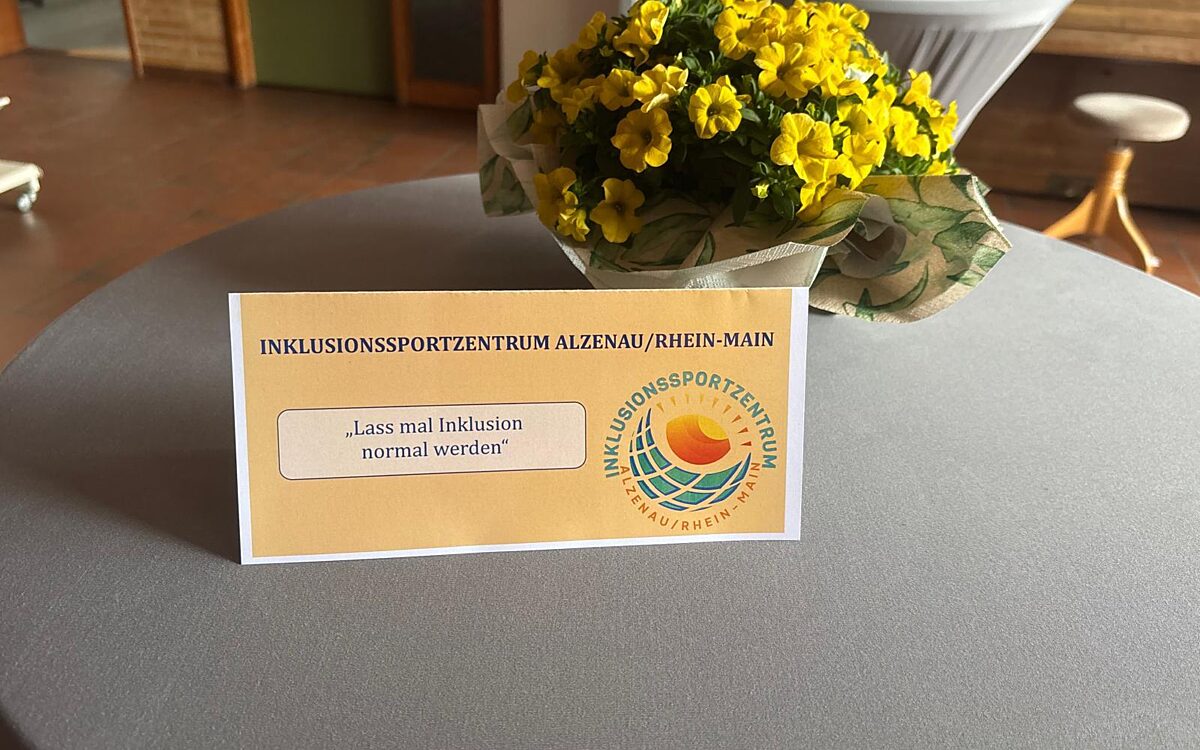 INKLUSIONSSPORTZENTRUM ALZENAU/RHEIN-MAIN
„Lass mal Inklusion
normal werden“
INKLUSIONSSPORTZENTRUM
ALZENAU/RHEIN-MAIN